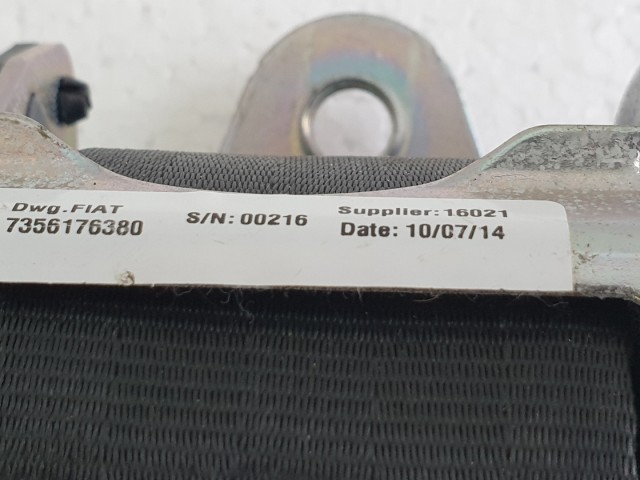 Dwg.FIAT S/N: 00216 Supplier: 16021
7356176380 Date: 10/07/14